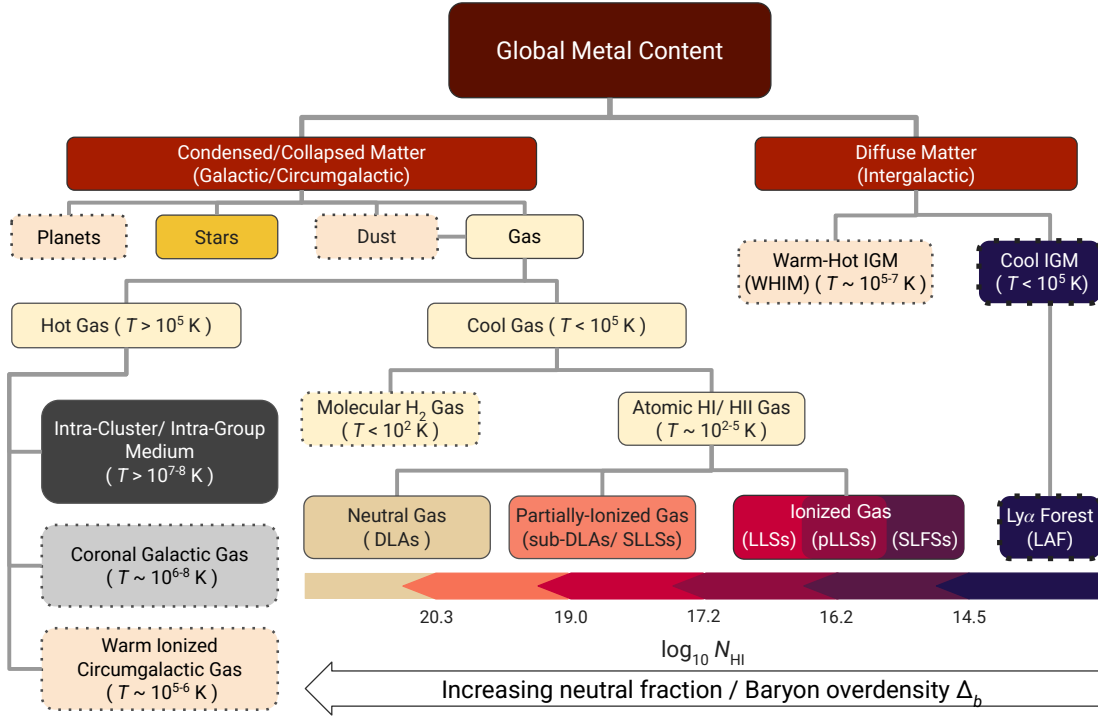 Global Metal Content
Condensed/Collapsed Matter
(Galactic/Circumgalactic)
Diffuse Matter
(Intergalactic)
Planets
Stars
Dust
Gas
Warm-Hot IGM
(WHIM) ( T ~ 10^5-7 K )
Cool IGM
( T < 10^5 K)
Hot Gas ( T > 10^5 K )
Cool Gas ( T < 10^5 K )
Molecular H₂ Gas
( T < 10^2 K )
Atomic HI/ HII Gas
( T ~ 10^2-5 K )
Intra-Cluster/ Intra-Group
Medium
( T > 10^7-8 K )
Neutral Gas
( DLAs )
Partially-Ionized Gas
(sub-DLAs/ SLLSs)
Ionized Gas
(LLSs) (pLLSs) (SLFSs)
Lyα Forest
(LAF)
Coronal Galactic Gas
( T ~ 10^6-8 K )
20.3 19.0 17.2 16.2 14.5
log₁₀ N_HI
Warm Ionized
Circumgalactic Gas
( T ~ 10^5-6 K )
Increasing neutral fraction / Baryon overdensity Δ_b